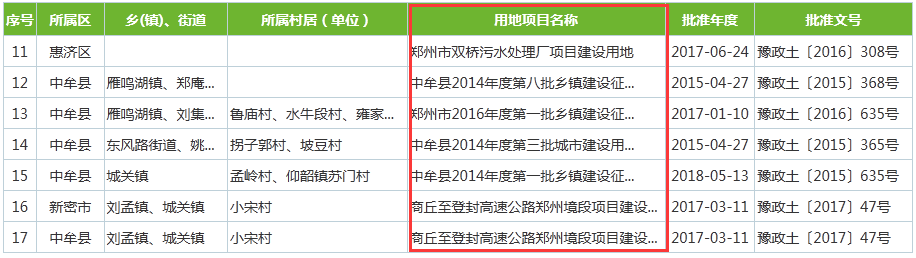 序号 所属区 乡(镇)、街道 所属村居（单位） 用地项目名称 批准年度 批准文号
11 惠济区 郑州市双桥污水处理厂项目建设用地 2017-06-24 豫政土〔2016〕308号
12 中牟县 雁鸣湖镇、郑庵... 中牟县2014年度第八批乡镇建设征... 2015-04-27 豫政土〔2015〕368号
13 中牟县 雁鸣湖镇、刘集... 鲁庙村、水牛段村、雍家... 郑州市2016年度第一批乡镇建设征... 2017-01-10 豫政土〔2016〕635号
14 中牟县 东风路街道、姚... 拐子郭村、坡豆村 中牟县2014年度第三批城市建设用... 2015-04-27 豫政土〔2015〕365号
15 中牟县 城关镇 孟岭村、仰韶镇苏门村 中牟县2014年度第一批乡镇建设征... 2018-05-13 豫政土〔2015〕635号
16 新密市 刘孟镇、城关镇 小宋村 商丘至登封高速公路郑州境段项目建设... 2017-03-11 豫政土〔2017〕47号
17 中牟县 刘孟镇、城关镇 小宋村 商丘至登封高速公路郑州境段项目建设... 2017-03-11 豫政土〔2017〕47号